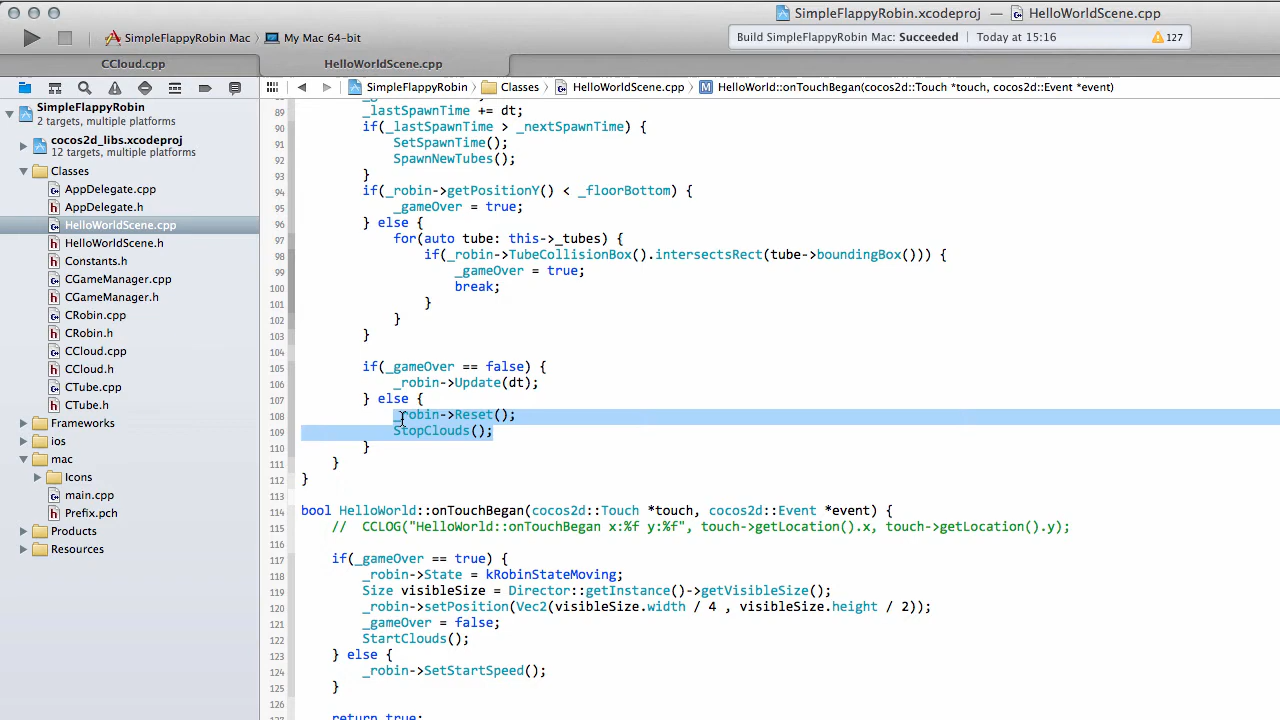 SimpleFlappyRobin.xcodeproj — HelloWorldScene.cpp
SimpleFlappyRobin Mac › My Mac 64-bit
Build SimpleFlappyRobin Mac: Succeeded | Today at 15:16 127
CCloud.cpp HelloWorldScene.cpp
SimpleFlappyRobin › Classes › HelloWorldScene.cpp › M HelloWorld::onTouchBegan(cocos2d::Touch *touch, cocos2d::Event *event)
SimpleFlappyRobin
2 targets, multiple platforms
cocos2d_libs.xcodeproj
12 targets, multiple platforms
Classes
AppDelegate.cpp
h AppDelegate.h
HelloWorldScene.cpp
h HelloWorldScene.h
h Constants.h
CGameManager.cpp
h CGameManager.h
CRobin.cpp
h CRobin.h
CCloud.cpp
h CCloud.h
CTube.cpp
h CTube.h
Frameworks
ios
mac
Icons
main.cpp
h Prefix.pch
Products
Resources
89 _lastSpawnTime += dt;
90 if(_lastSpawnTime > _nextSpawnTime) {
91 SetSpawnTime();
92 SpawnNewTubes();
93 }
94 if(_robin->getPositionY() < _floorBottom) {
95 _gameOver = true;
96 } else {
97 for(auto tube: this->_tubes) {
98 if(_robin->TubeCollisionBox().intersectsRect(tube->boundingBox())) {
99 _gameOver = true;
100 break;
101 }
102 }
103 }
104
105 if(_gameOver == false) {
106 _robin->Update(dt);
107 } else {
108 _robin->Reset();
109 StopClouds();
110 }
111 }
112 }
113
114 bool HelloWorld::onTouchBegan(cocos2d::Touch *touch, cocos2d::Event *event) {
115 // CCLOG("HelloWorld::onTouchBegan x:%f y:%f", touch->getLocation().x, touch->getLocation().y);
116
117 if(_gameOver == true) {
118 _robin->State = kRobinStateMoving;
119 Size visibleSize = Director::getInstance()->getVisibleSize();
120 _robin->setPosition(Vec2(visibleSize.width / 4 , visibleSize.height / 2));
121 _gameOver = false;
122 StartClouds();
123 } else {
124 _robin->SetStartSpeed();
125 }
126
127 return true;